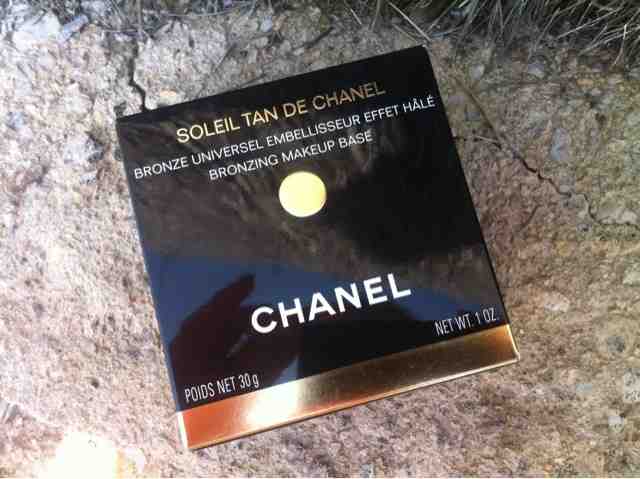 SOLEIL TAN DE CHANEL
BRONZE UNIVERSEL EMBELLISSEUR EFFET HÂLÉ
BRONZING MAKEUP BASE
CHANEL
POIDS NET 30 g
NET WT. 1 OZ.